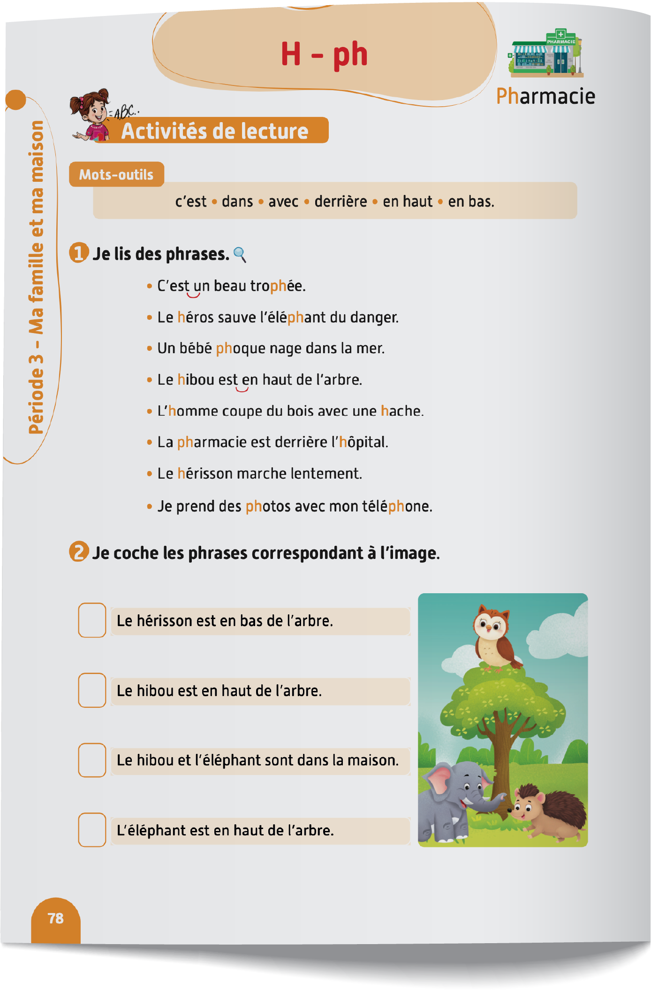 H - ph
PHARMACIE
Pharmacie
A.B.C..
Activités de lecture
Mots-outils
c'est • dans • avec • derrière • en haut • en bas.
1 Je lis des phrases.
• C'est un beau trophée.
• Le héros sauve l'éléphant du danger.
• Un bébé phoque nage dans la mer.
• Le hibou est en haut de l'arbre.
• L'homme coupe du bois avec une hache.
• La pharmacie est derrière l'hôpital.
• Le hérisson marche lentement.
• Je prend des photos avec mon téléphone.
2 Je coche les phrases correspondant à l'image.
Le hérisson est en bas de l'arbre.
Le hibou est en haut de l'arbre.
Le hibou et l'éléphant sont dans la maison.
L'éléphant est en haut de l'arbre.
Période 3 - Ma famille et ma maison
78